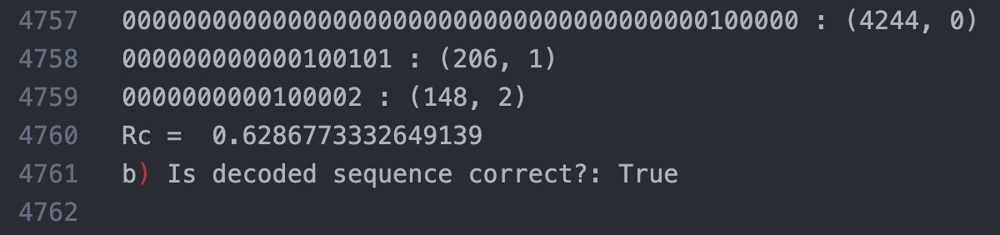 4757 000000000000000000000000000000000000000100000 : (4244, 0)
4758 000000000000100101 : (206, 1)
4759 0000000000100002 : (148, 2)
4760 Rc =  0.6286773332649139
4761 b) Is decoded sequence correct?: True
4762